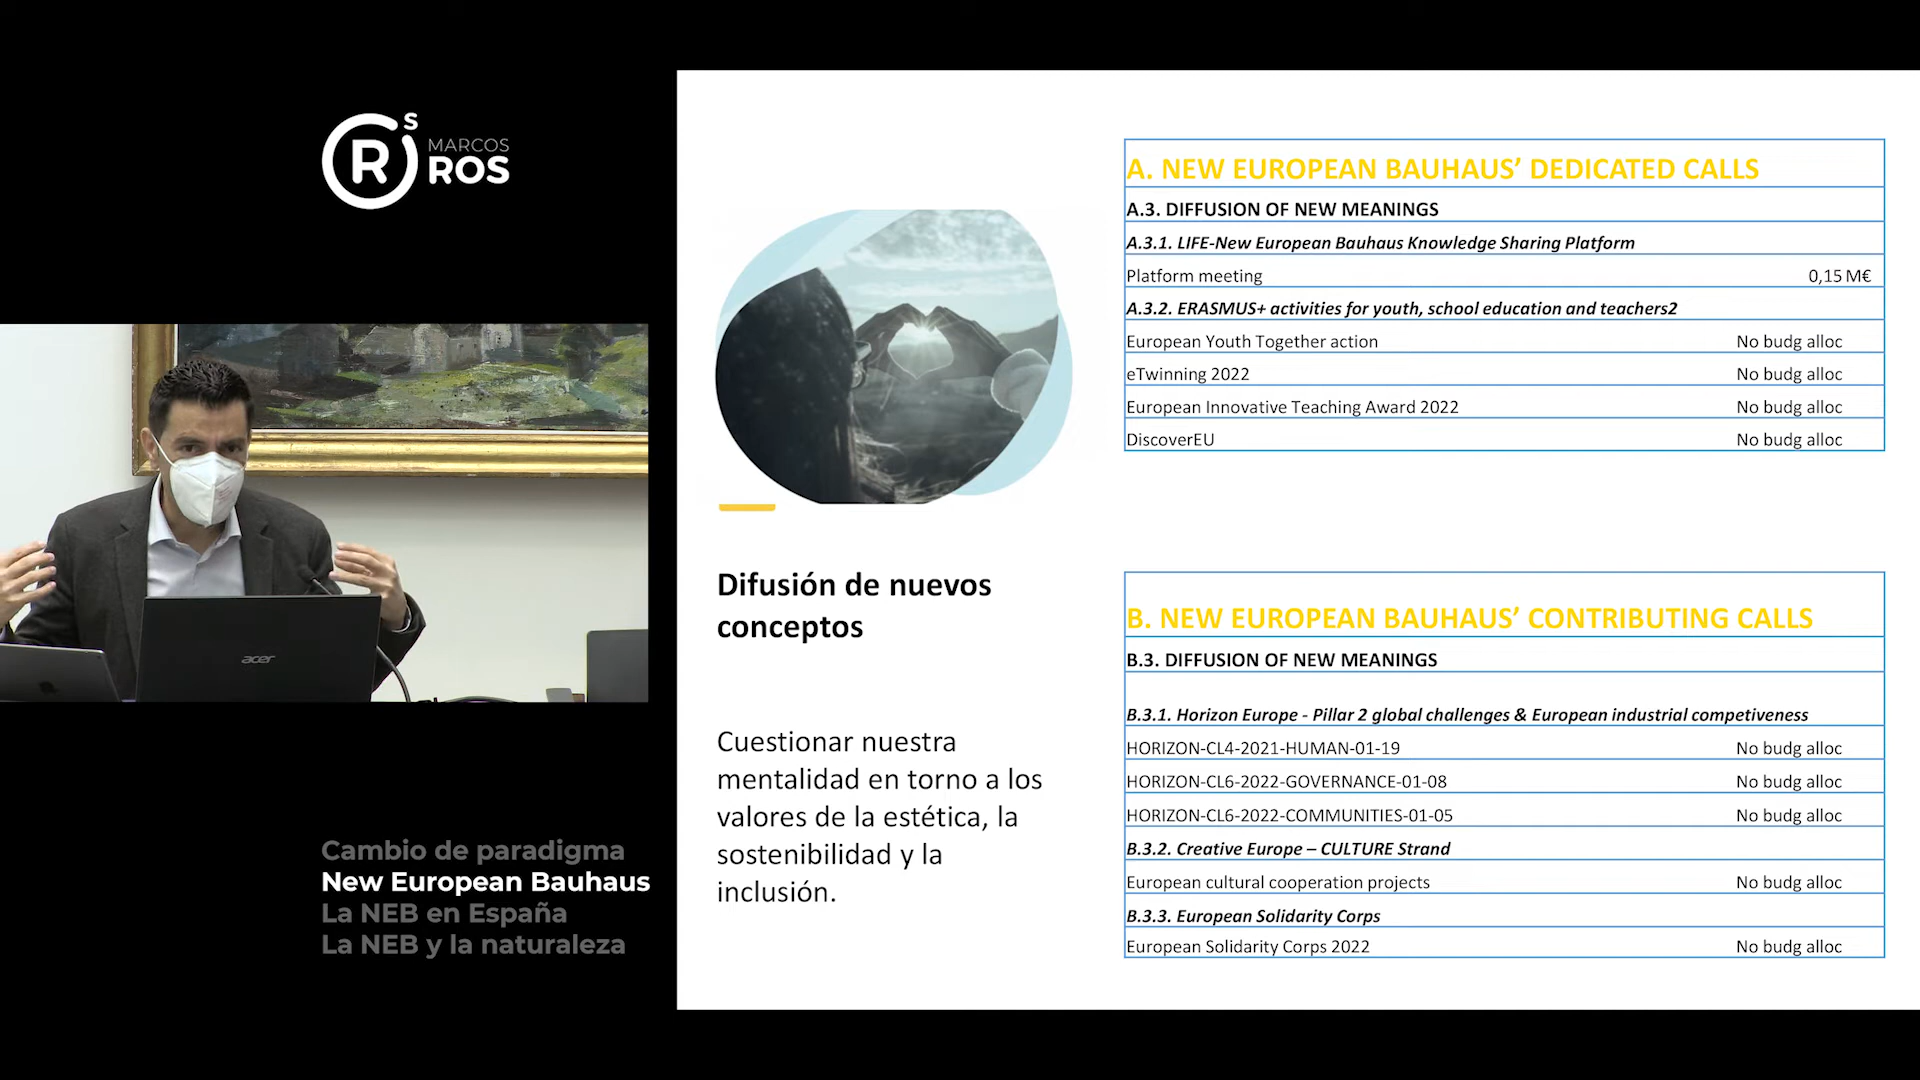 R
S
MARCOS
ROS
acer
Cambio de paradigma
New European Bauhaus
La NEB en España
La NEB y la naturaleza
Difusión de nuevos
conceptos
Cuestionar nuestra
mentalidad en torno a los
valores de la estética, la
sostenibilidad y la
inclusión.
A. NEW EUROPEAN BAUHAUS’ DEDICATED CALLS
A.3. DIFFUSION OF NEW MEANINGS
A.3.1. LIFE-New European Bauhaus Knowledge Sharing Platform
Platform meeting 0,15 M€
A.3.2. ERASMUS+ activities for youth, school education and teachers2
European Youth Together action No budg alloc
eTwinning 2022 No budg alloc
European Innovative Teaching Award 2022 No budg alloc
DiscoverEU No budg alloc
B. NEW EUROPEAN BAUHAUS’ CONTRIBUTING CALLS
B.3. DIFFUSION OF NEW MEANINGS
B.3.1. Horizon Europe - Pillar 2 global challenges & European industrial competiveness
HORIZON-CL4-2021-HUMAN-01-19 No budg alloc
HORIZON-CL6-2022-GOVERNANCE-01-08 No budg alloc
HORIZON-CL6-2022-COMMUNITIES-01-05 No budg alloc
B.3.2. Creative Europe – CULTURE Strand
European cultural cooperation projects No budg alloc
B.3.3. European Solidarity Corps
European Solidarity Corps 2022 No budg alloc